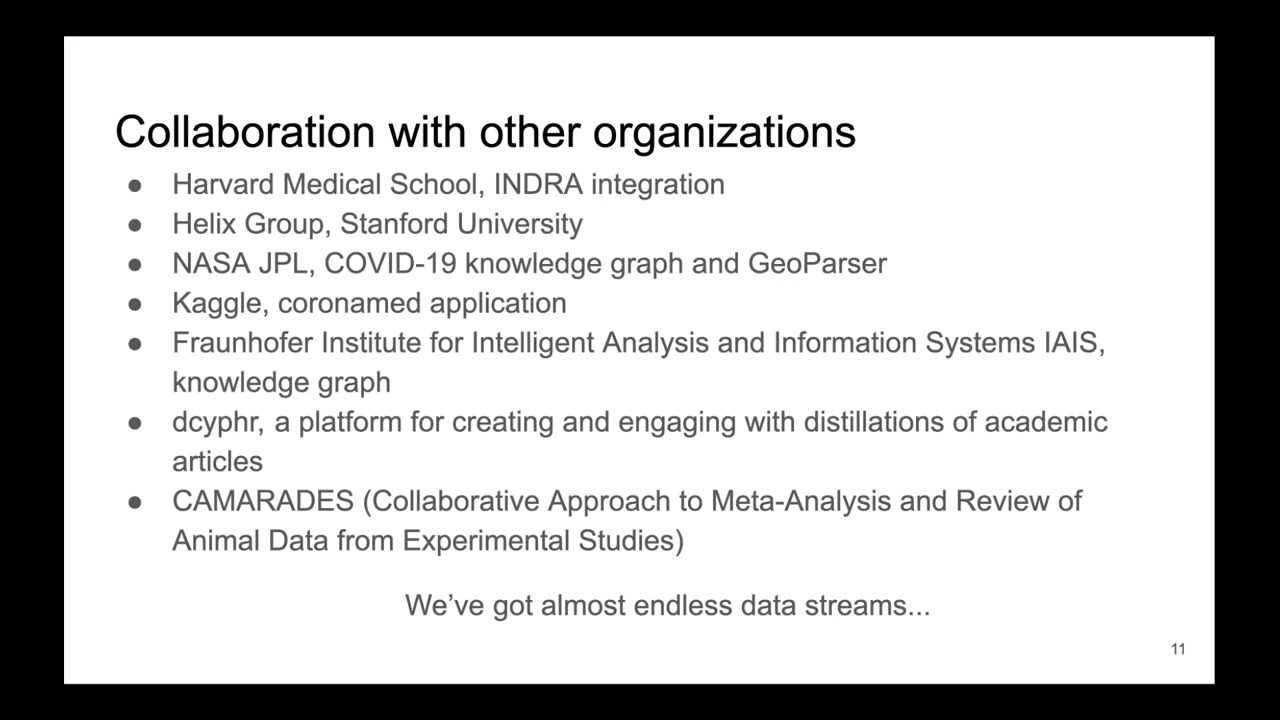 Collaboration with other organizations
● Harvard Medical School, INDRA integration
● Helix Group, Stanford University
● NASA JPL, COVID-19 knowledge graph and GeoParser
● Kaggle, coronamed application
● Fraunhofer Institute for Intelligent Analysis and Information Systems IAIS,
knowledge graph
● dcyphr, a platform for creating and engaging with distillations of academic
articles
● CAMARADES (Collaborative Approach to Meta-Analysis and Review of
Animal Data from Experimental Studies)
We’ve got almost endless data streams...
11